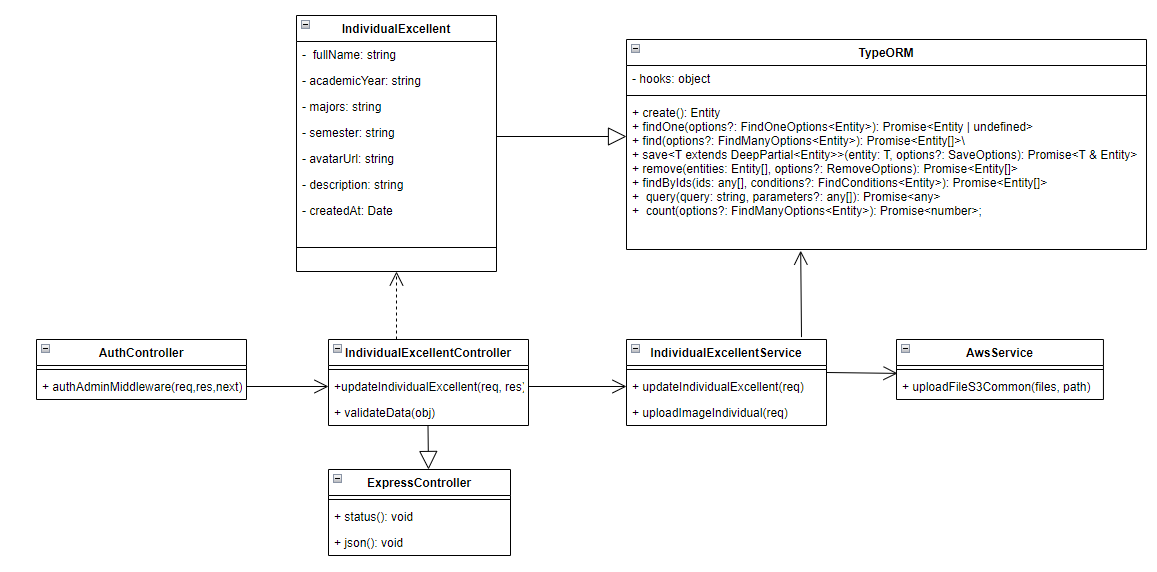 IndividualExcellent
- fullName: string
- academicYear: string
- majors: string
- semester: string
- avatarUrl: string
- description: string
- createdAt: Date
TypeORM
- hooks: object
+ create(): Entity
+ findOne(options?: FindOneOptions<Entity>): Promise<Entity | undefined>
+ find(options?: FindManyOptions<Entity>): Promise<Entity[]>\
+ save<T extends DeepPartial<Entity>>(entity: T, options?: SaveOptions): Promise<T & Entity>
+ remove(entities: Entity[], options?: RemoveOptions): Promise<Entity[]>
+ findByIds(ids: any[], conditions?: FindConditions<Entity>): Promise<Entity[]>
+ query(query: string, parameters?: any[]): Promise<any>
+ count(options?: FindManyOptions<Entity>): Promise<number>;
AuthController
+ authAdminMiddleware(req,res,next)
IndividualExcellentController
+updateIndividualExcellent(req, res)
+ validateData(obj)
IndividualExcellentService
+ updateIndividualExcellent(req)
+ uploadImageIndividual(req)
AwsService
+ uploadFileS3Common(files, path)
ExpressController
+ status(): void
+ json(): void